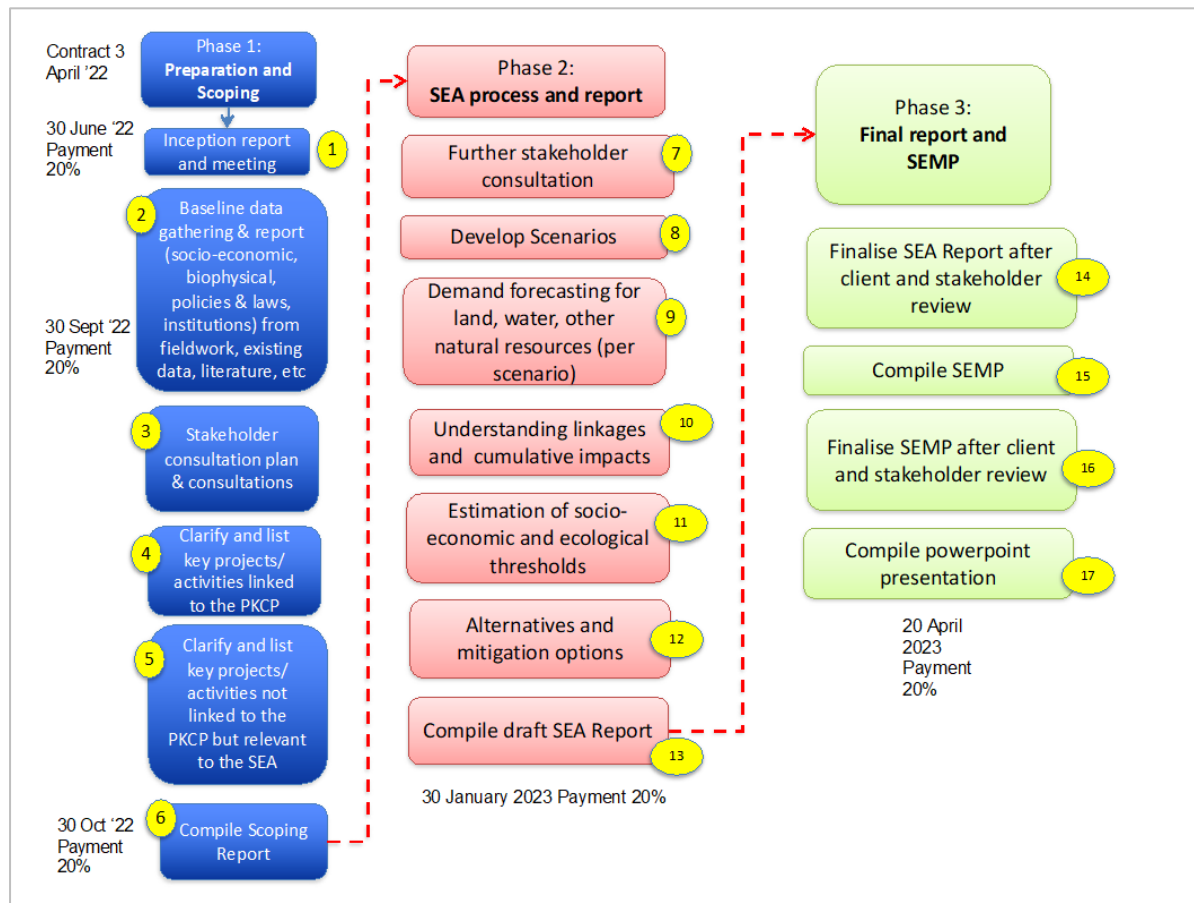 Contract 3
April ’22
Phase 1:
Preparation and
Scoping
30 June ‘22
Payment
20%
Inception report
and meeting
1
2
Baseline data
gathering & report
(socio-economic,
biophysical,
policies & laws,
institutions) from
fieldwork, existing
data, literature, etc
30 Sept ‘22
Payment
20%
3
Stakeholder
consultation plan
& consultations
4
Clarify and list
key projects/
activities linked
to the PKCP
5
Clarify and list
key projects/
activities not
linked to the
PKCP but relevant
to the SEA
30 Oct ‘22
Payment
20%
6
Compile Scoping
Report
Phase 2:
SEA process and report
Further stakeholder
consultation
7
Develop Scenarios
8
Demand forecasting for
land, water, other
natural resources (per
scenario)
9
Understanding linkages
and cumulative impacts
10
Estimation of socio-
economic and ecological
thresholds
11
Alternatives and
mitigation options
12
Compile draft SEA Report
13
30 January 2023 Payment 20%
Phase 3:
Final report and
SEMP
Finalise SEA Report after
client and stakeholder
review
14
Compile SEMP
15
Finalise SEMP after client
and stakeholder review
16
Compile powerpoint
presentation
17
20 April
2023
Payment
20%